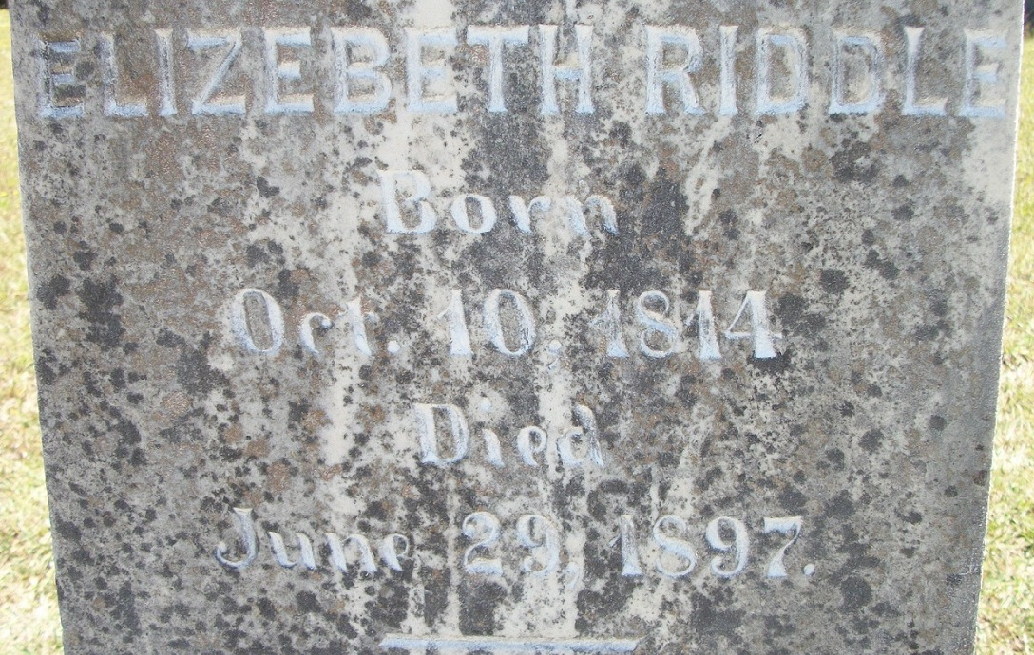 ELIZEBETH RIDDLE
Born
Oct. 10, 1814
Died
June 29, 1897.